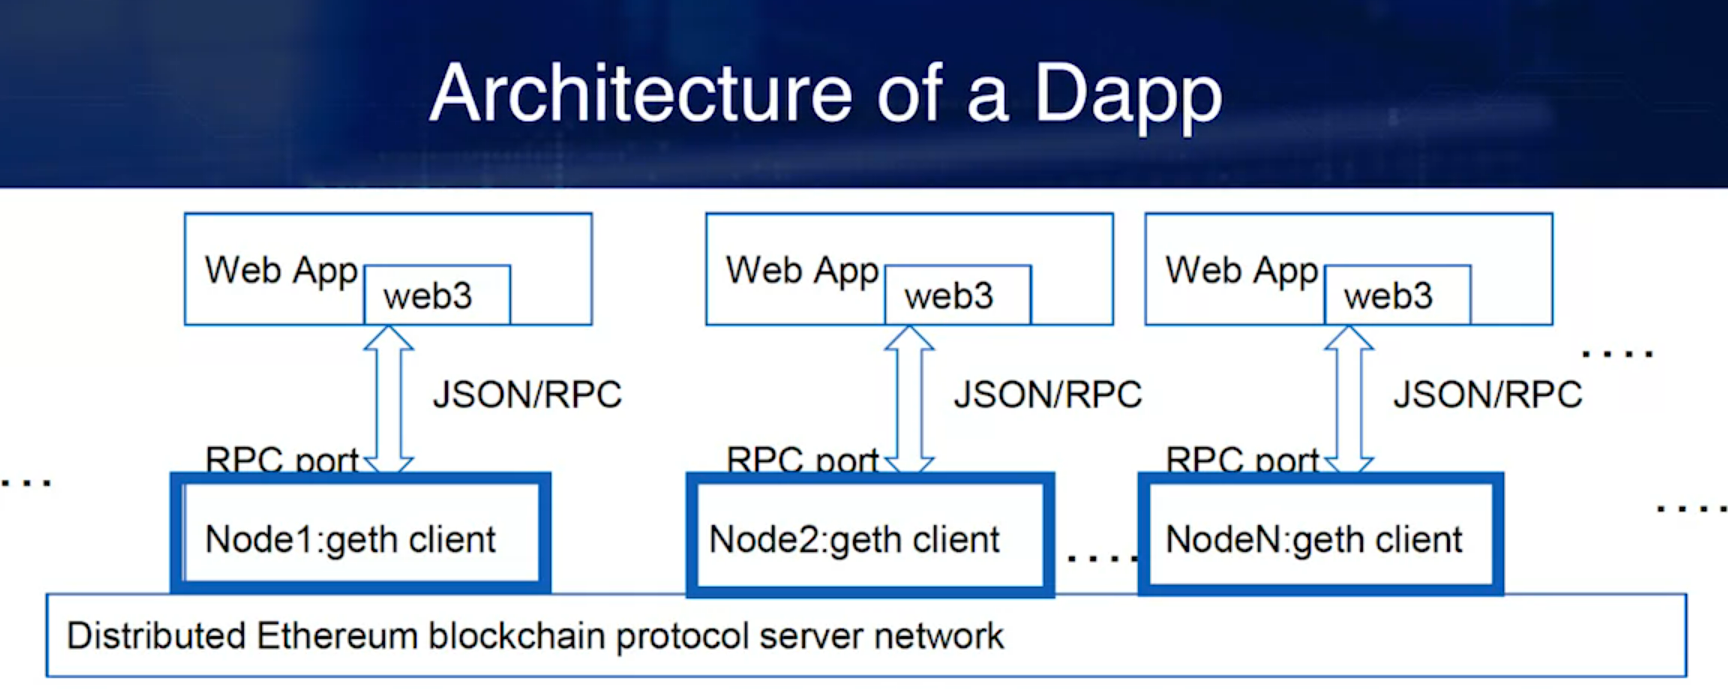 Architecture of a Dapp
Web App
web3
Web App
web3
Web App
web3
....
JSON/RPC
JSON/RPC
JSON/RPC
RPC port
RPC port
RPC port
...
Node1:geth client
Node2:geth client
....
NodeN:geth client
....
Distributed Ethereum blockchain protocol server network